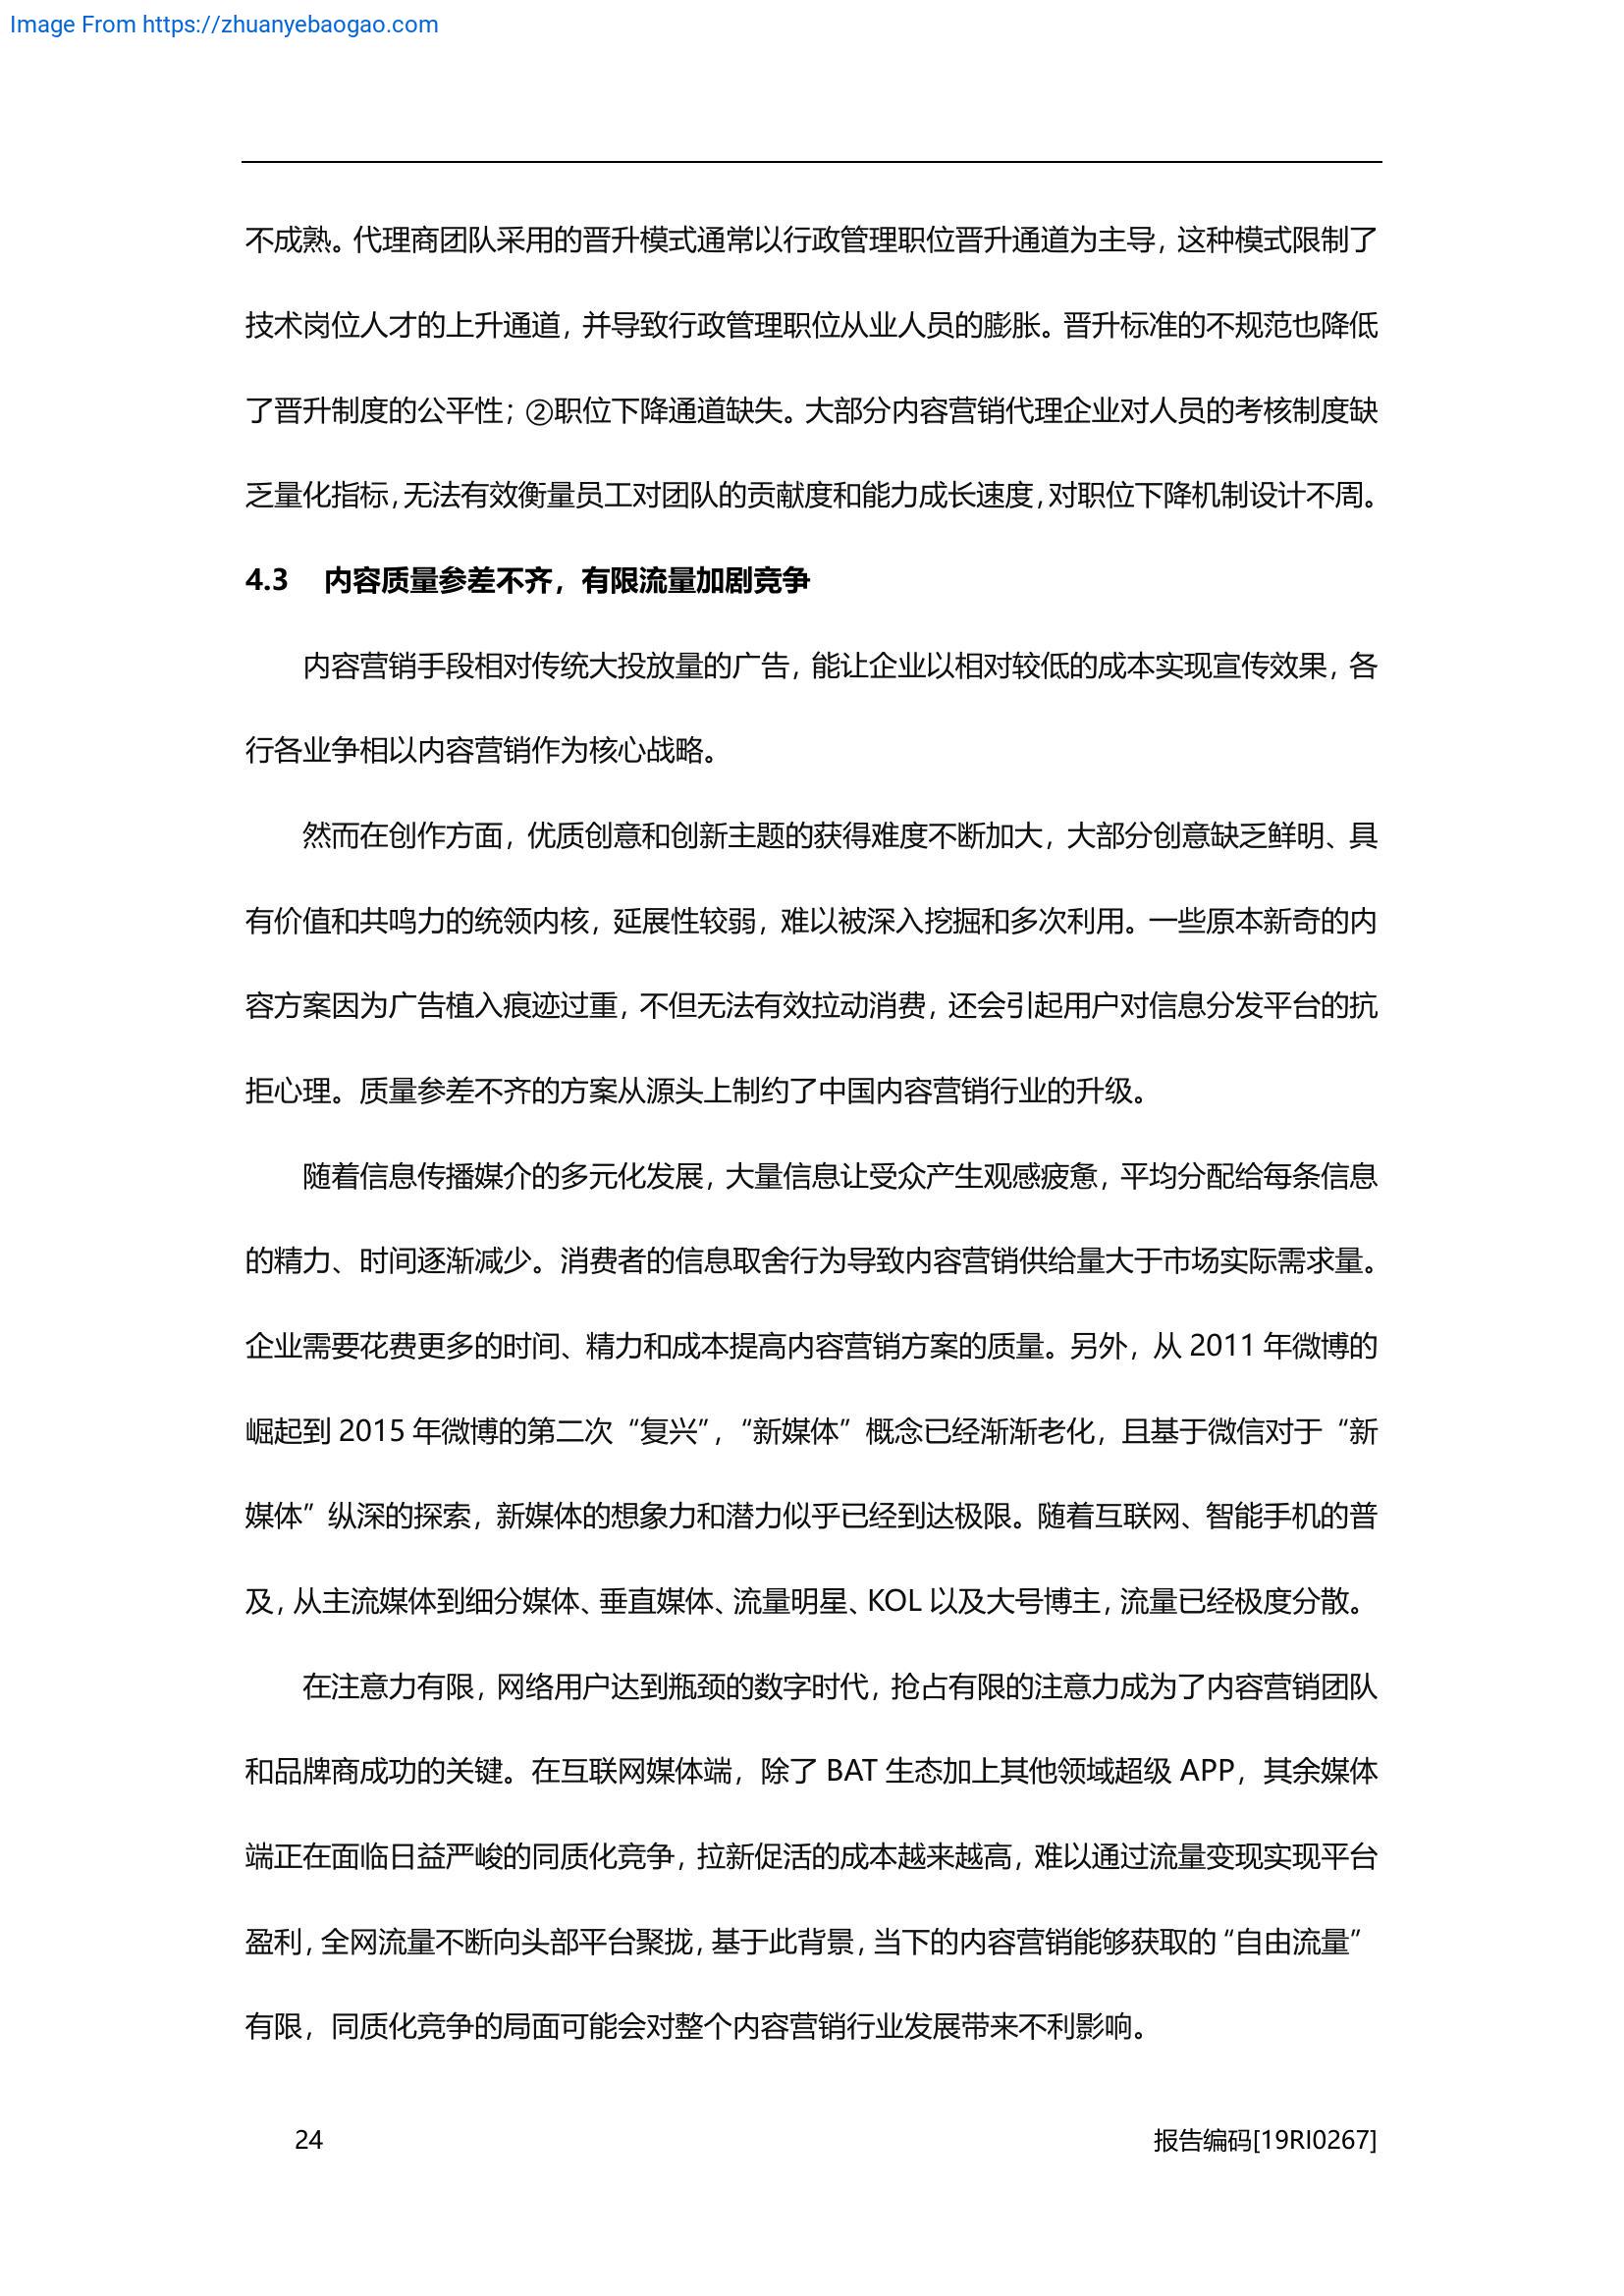 Image From https://zhuanyebaogao.com
不成熟。代理商团队采用的晋升模式通常以行政管理职位晋升通道为主导，这种模式限制了
技术岗位人才的上升通道，并导致行政管理职位从业人员的膨胀。晋升标准的不规范也降低
了晋升制度的公平性；②职位下降通道缺失。大部分内容营销代理企业对人员的考核制度缺
乏量化指标，无法有效衡量员工对团队的贡献度和能力成长速度，对职位下降机制设计不周。
4.3 内容质量参差不齐，有限流量加剧竞争
内容营销手段相对传统大投放量的广告，能让企业以相对较低的成本实现宣传效果，各
行各业争相以内容营销作为核心战略。
然而在创作方面，优质创意和创新主题的获得难度不断加大，大部分创意缺乏鲜明、具
有价值和共鸣力的统领内核，延展性较弱，难以被深入挖掘和多次利用。一些原本新奇的内
容方案因为广告植入痕迹过重，不但无法有效拉动消费，还会引起用户对信息分发平台的抗
拒心理。质量参差不齐的方案从源头上制约了中国内容营销行业的升级。
随着信息传播媒介的多元化发展，大量信息让受众产生观感疲惫，平均分配给每条信息
的精力、时间逐渐减少。消费者的信息取舍行为导致内容营销供给量大于市场实际需求量。
企业需要花费更多的时间、精力和成本提高内容营销方案的质量。另外，从 2011 年微博的
崛起到 2015 年微博的第二次“复兴”，“新媒体”概念已经渐渐老化，且基于微信对于“新
媒体”纵深的探索，新媒体的想象力和潜力似乎已经到达极限。随着互联网、智能手机的普
及，从主流媒体到细分媒体、垂直媒体、流量明星、KOL 以及大号博主，流量已经极度分散。
在注意力有限，网络用户达到瓶颈的数字时代，抢占有限的注意力成为了内容营销团队
和品牌商成功的关键。在互联网媒体端，除了 BAT 生态加上其他领域超级 APP，其余媒体
端正在面临日益严峻的同质化竞争，拉新促活的成本越来越高，难以通过流量变现实现平台
盈利，全网流量不断向头部平台聚拢，基于此背景，当下的内容营销能够获取的“自由流量”
有限，同质化竞争的局面可能会对整个内容营销行业发展带来不利影响。
24 报告编码[19RI0267]